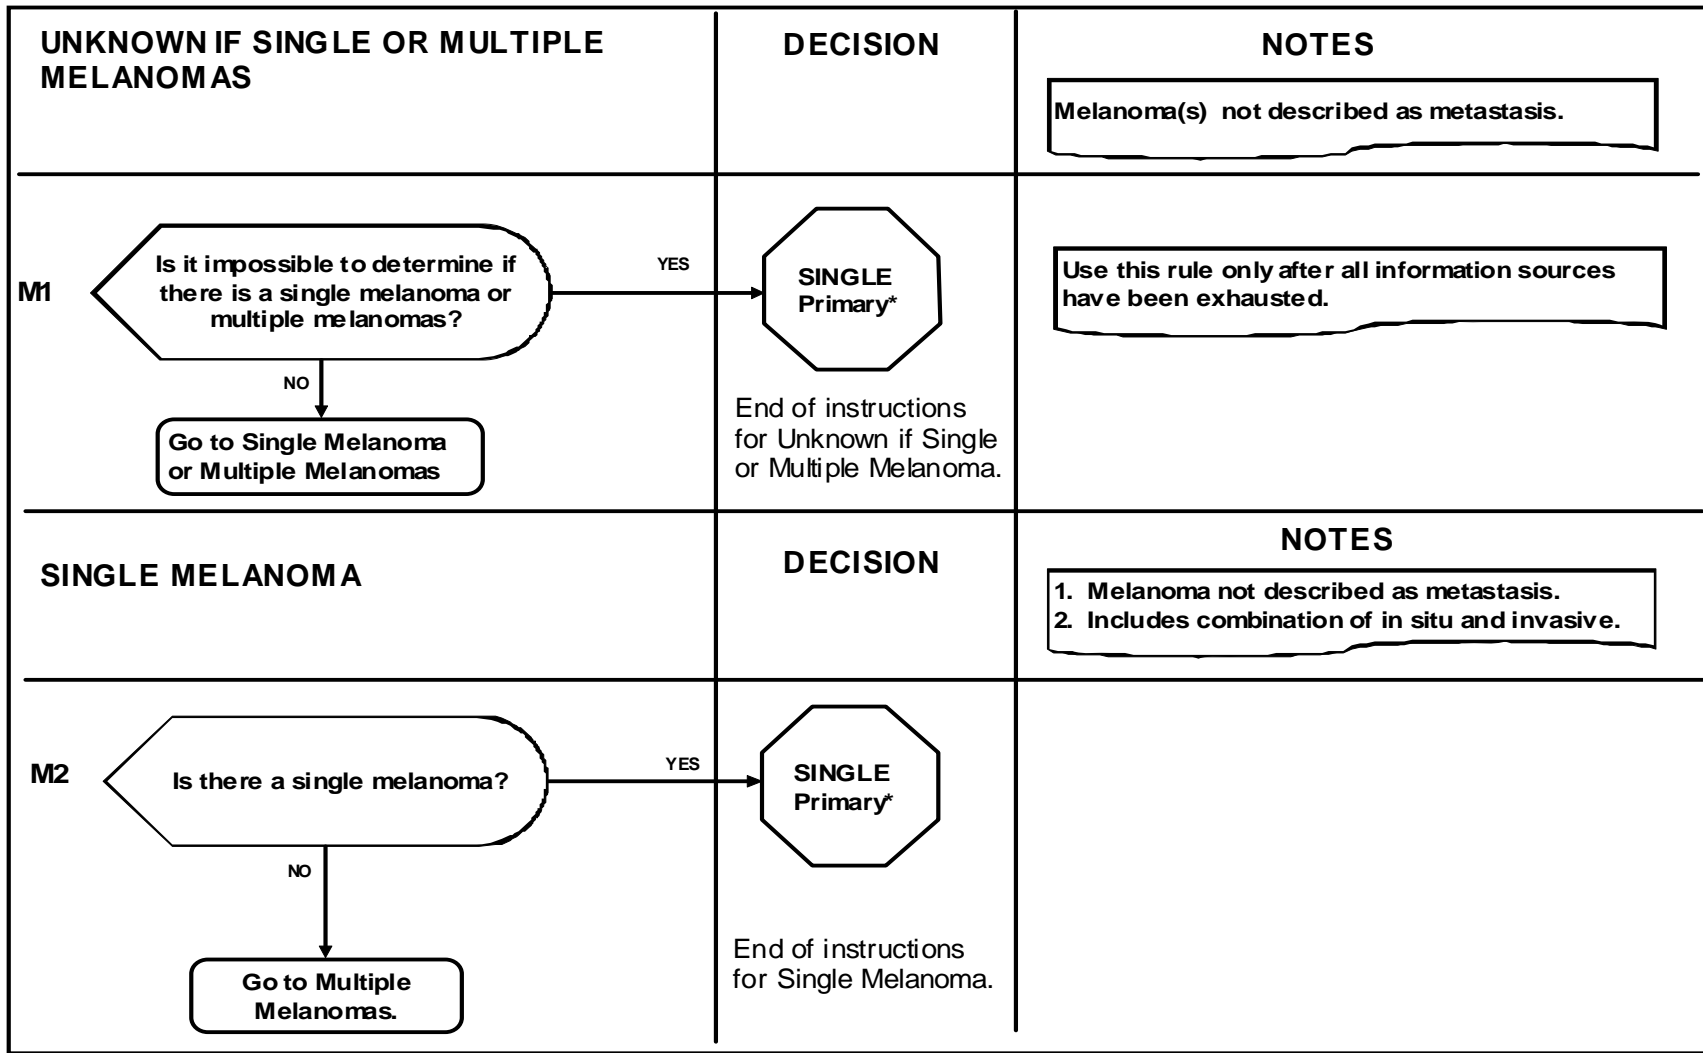 UNKNOWN IF SINGLE OR MULTIPLE
MELANOMAS
DECISION
NOTES
Melanoma(s) not described as metastasis.
M1
Is it impossible to determine if
there is a single melanoma or
multiple melanomas?
YES
SINGLE
Primary*
Use this rule only after all information sources
have been exhausted.
NO
Go to Single Melanoma
or Multiple Melanomas
End of instructions
for Unknown if Single
or Multiple Melanoma.
SINGLE MELANOMA
DECISION
NOTES
1. Melanoma not described as metastasis.
2. Includes combination of in situ and invasive.
M2
Is there a single melanoma?
YES
SINGLE
Primary*
NO
Go to Multiple
Melanomas.
End of instructions
for Single Melanoma.